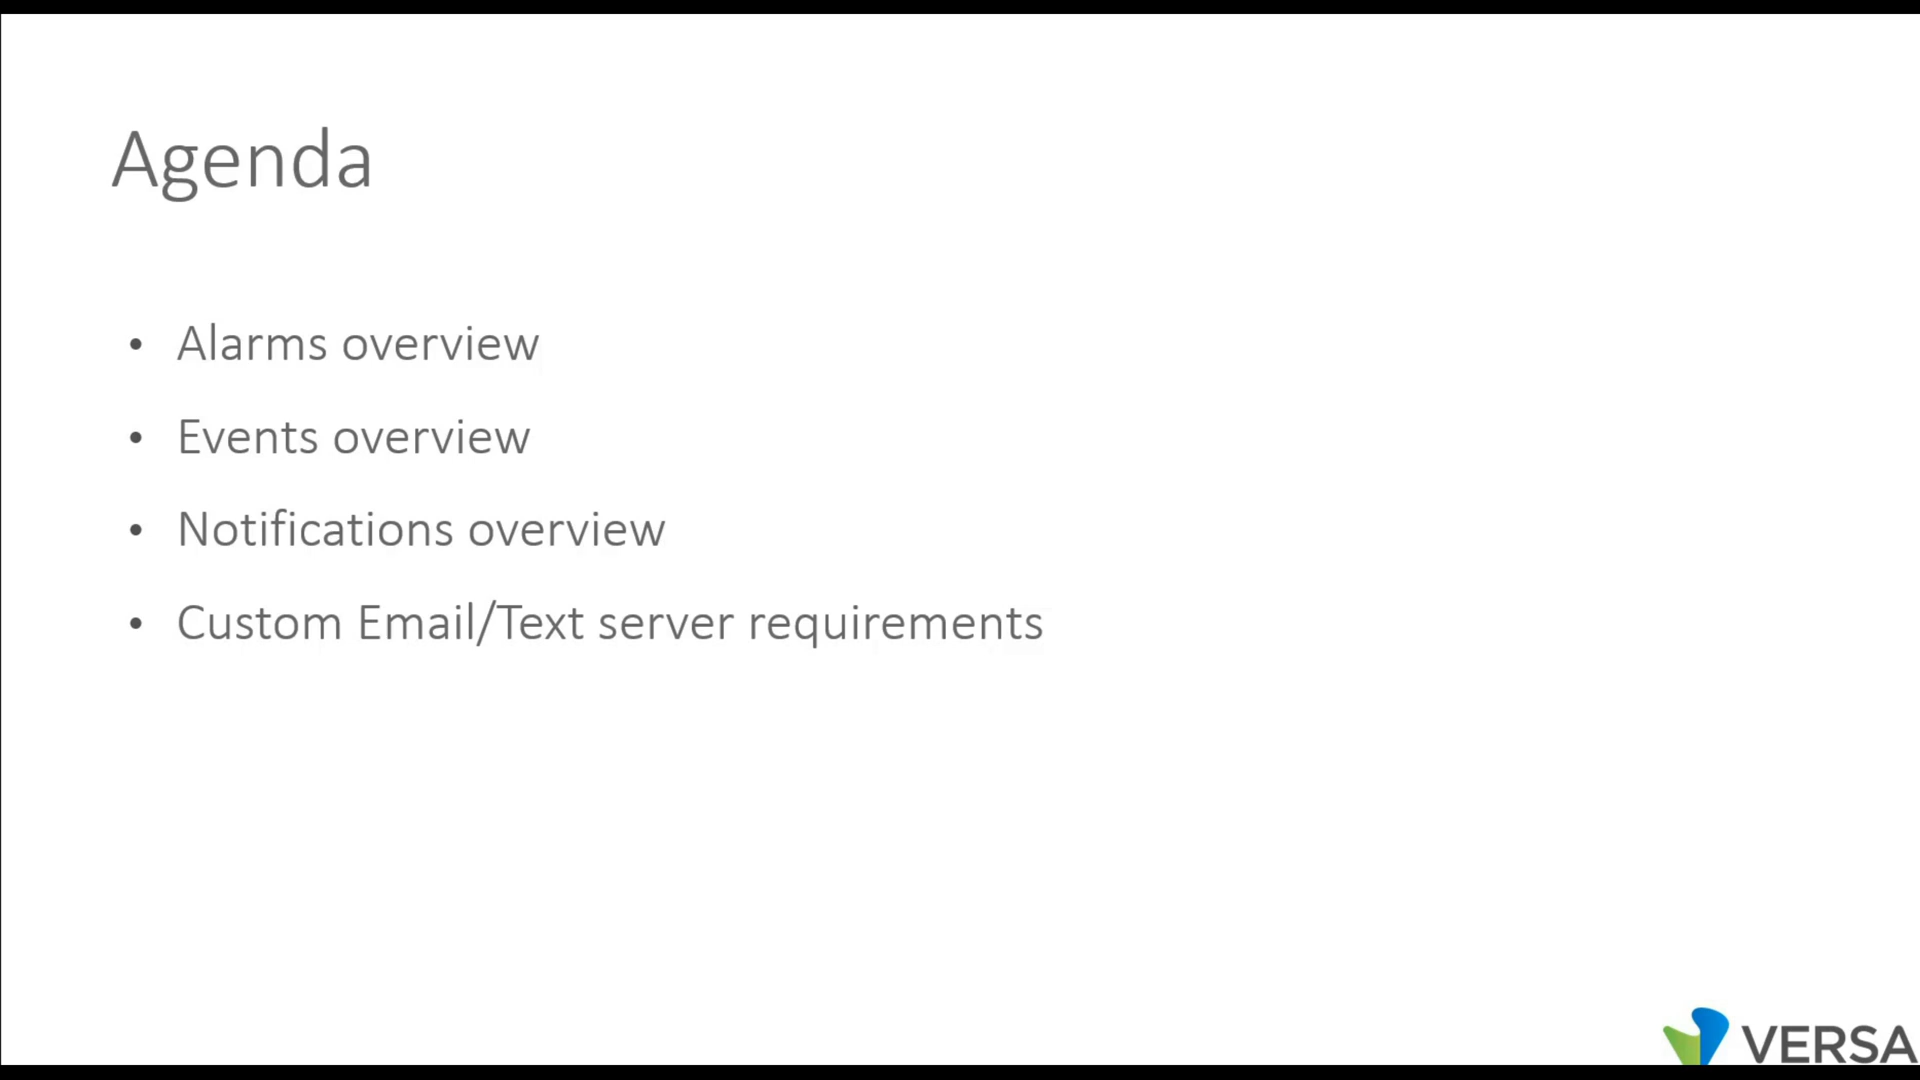 Agenda
• Alarms overview
• Events overview
• Notifications overview
• Custom Email/Text server requirements
VERSA